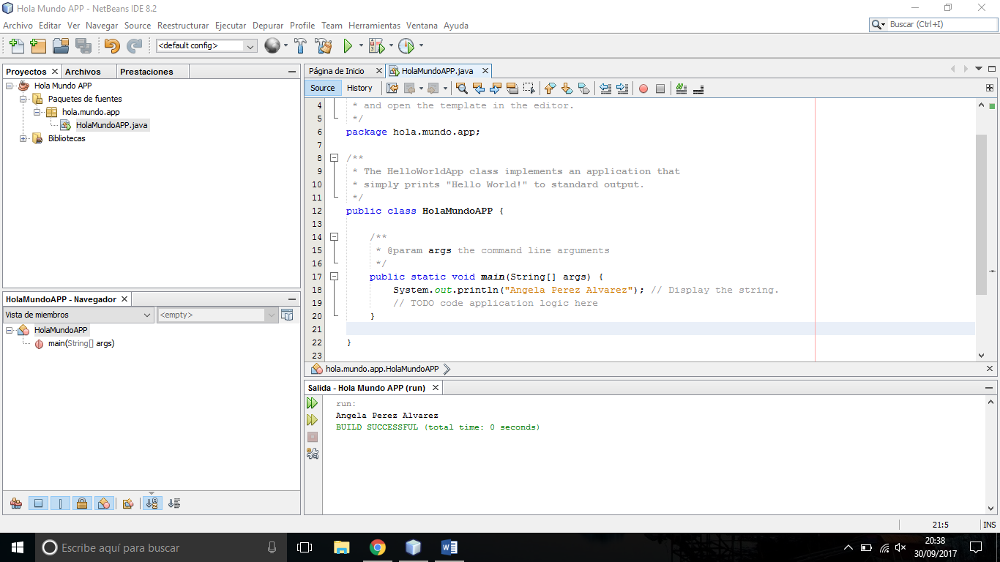 Hola Mundo APP - NetBeans IDE 8.2
Archivo Editar Ver Navegar Source Reestructurar Ejecutar Depurar Profile Team Herramientas Ventana Ayuda
Buscar (Ctrl+I)
<default config>
Proyectos Archivos Prestaciones
Hola Mundo APP
Paquetes de fuentes
hola.mundo.app
HolaMundoAPP.java
Bibliotecas
HolaMundoAPP - Navegador
Vista de miembros <empty>
HolaMundoAPP
main(String[] args)
Página de Inicio HolaMundoAPP.java
Source History
4 * and open the template in the editor.
5 */
6 package hola.mundo.app;
7
8 /**
9 * The HelloWorldApp class implements an application that
10 * simply prints "Hello World!" to standard output.
11 */
12 public class HolaMundoAPP {
13
14 /**
15 * @param args the command line arguments
16 */
17 public static void main(String[] args) {
18 System.out.println("Angela Perez Alvarez"); // Display the string.
19 // TODO code application logic here
20 }
21
22 }
23
hola.mundo.app.HolaMundoAPP
Salida - Hola Mundo APP (run)
run:
Angela Perez Alvarez
BUILD SUCCESSFUL (total time: 0 seconds)
21:5 INS
Escribe aquí para buscar
20:38
30/09/2017